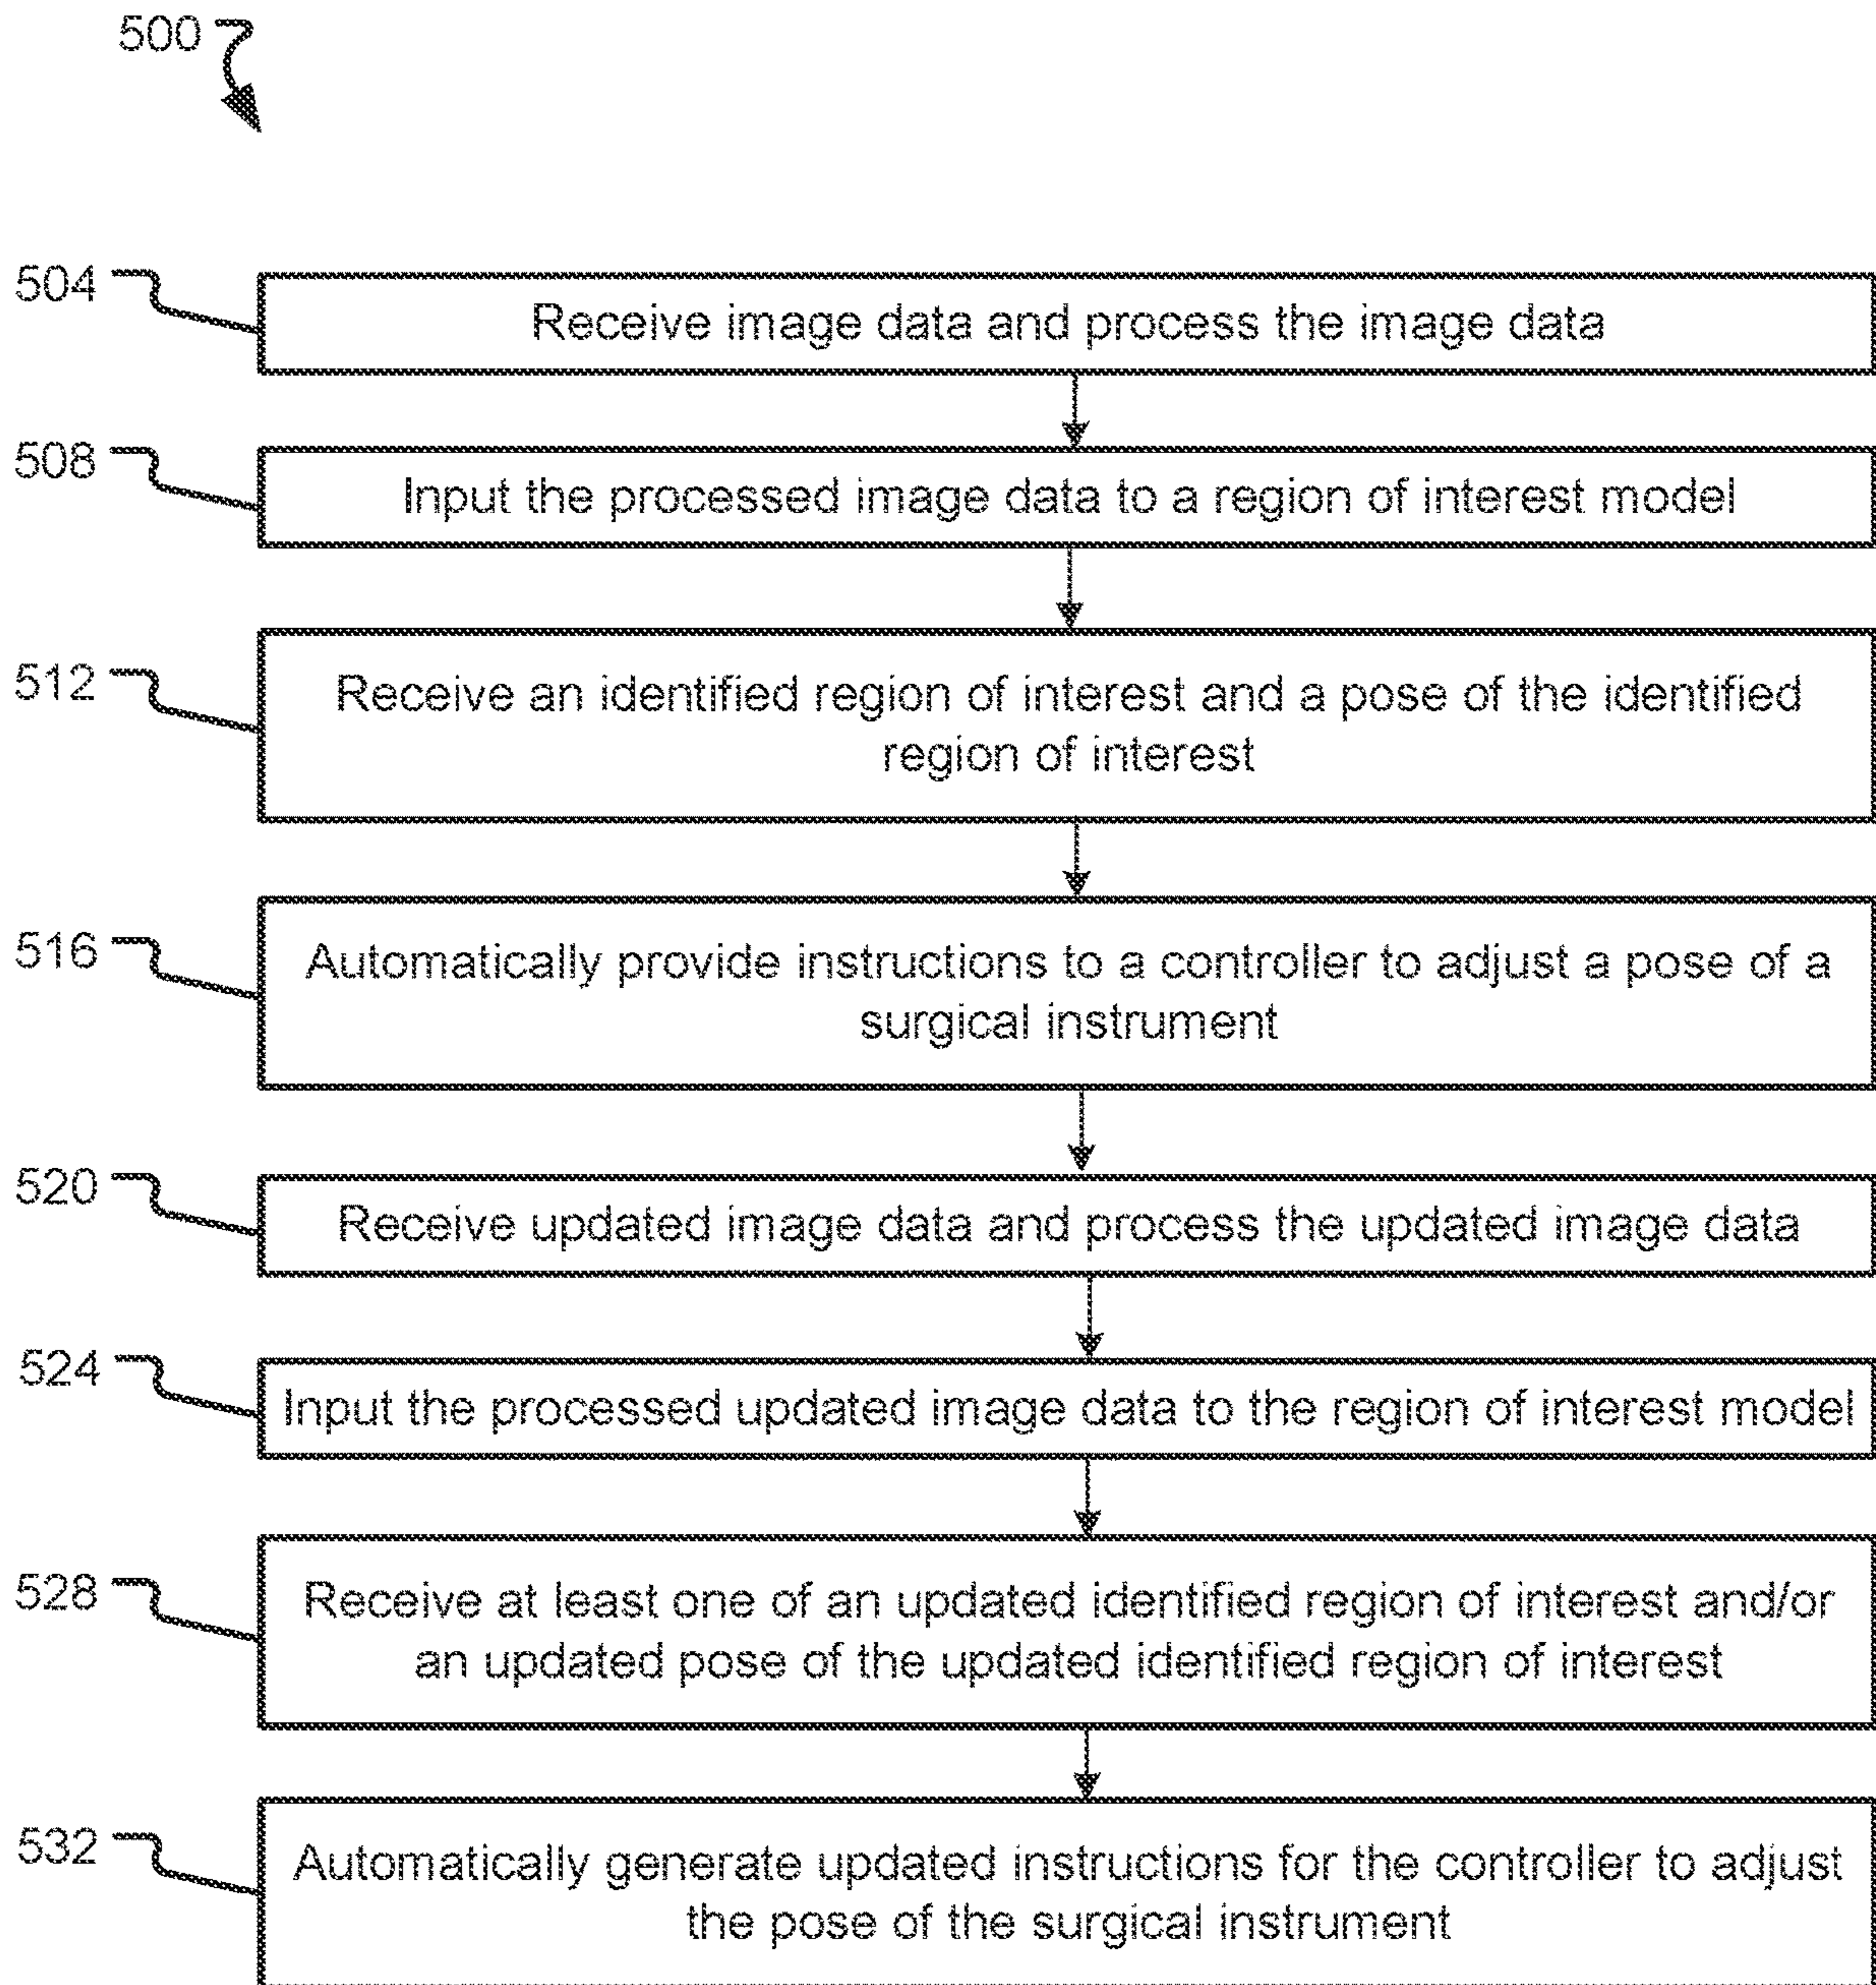 500
504
Receive image data and process the image data
508
Input the processed image data to a region of interest model
512
Receive an identified region of interest and a pose of the identified
region of interest
516
Automatically provide instructions to a controller to adjust a pose of a
surgical instrument
520
Receive updated image data and process the updated image data
524
Input the processed updated image data to the region of interest model
528
Receive at least one of an updated identified region of interest and/or
an updated pose of the updated identified region of interest
532
Automatically generate updated instructions for the controller to adjust
the pose of the surgical instrument